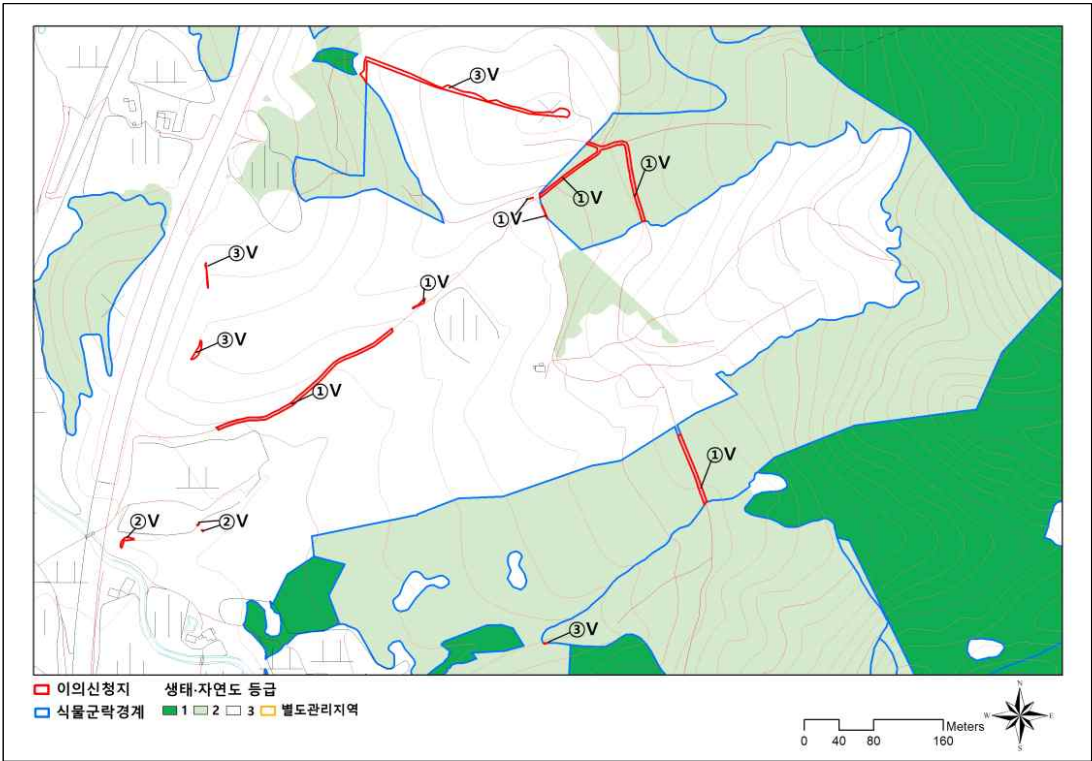 ③V
①V
①V
①V
③V
①V
③V
①V
①V
②V
②V
③V
이의신청지 생태·자연도 등급
식물군락경계 1 2 3 별도관리지역
N
W E
S
Meters
0 40 80 160